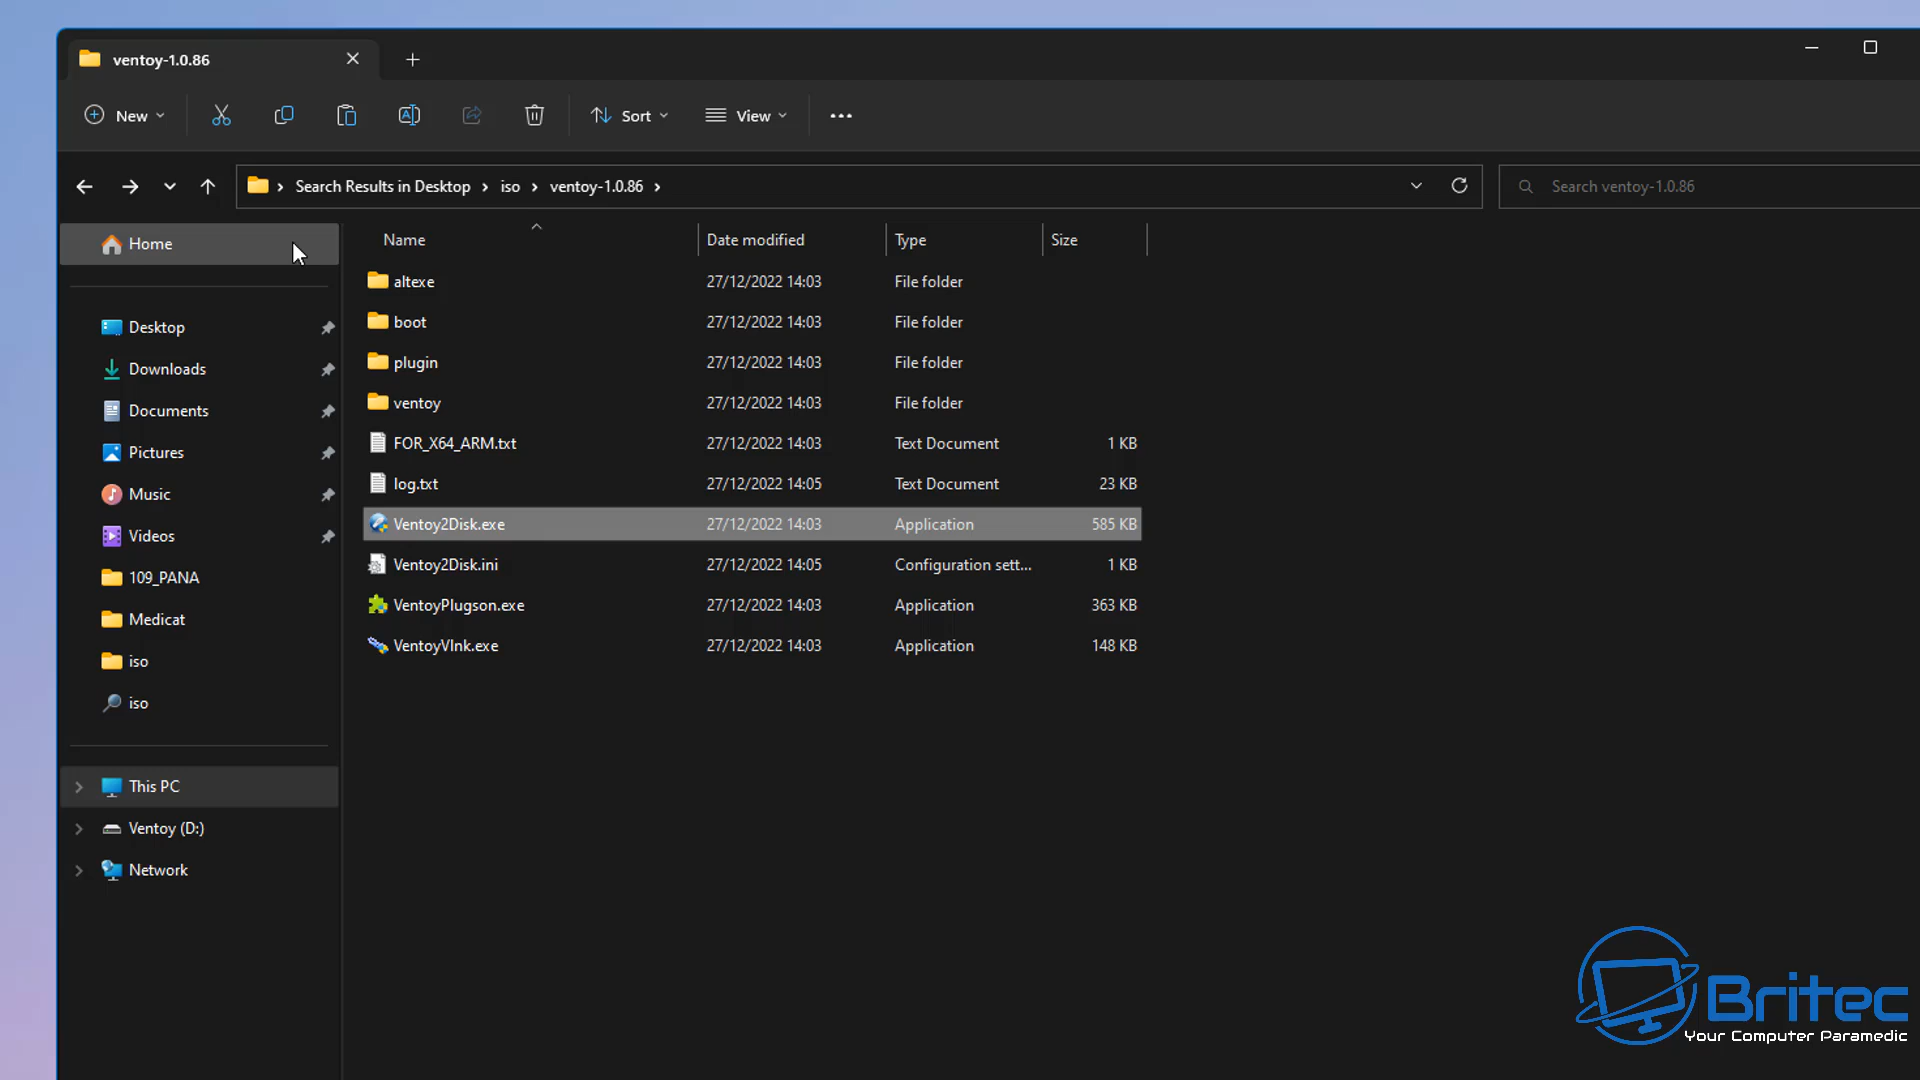 ventoy-1.0.86
New Sort View
Search Results in Desktop iso ventoy-1.0.86 Search ventoy-1.0.86
Home
Desktop
Downloads
Documents
Pictures
Music
Videos
109_PANA
Medicat
iso
iso
This PC
Ventoy (D:)
Network
Name Date modified Type Size
altexe 27/12/2022 14:03 File folder
boot 27/12/2022 14:03 File folder
plugin 27/12/2022 14:03 File folder
ventoy 27/12/2022 14:03 File folder
FOR_X64_ARM.txt 27/12/2022 14:03 Text Document 1 KB
log.txt 27/12/2022 14:05 Text Document 23 KB
Ventoy2Disk.exe 27/12/2022 14:03 Application 585 KB
Ventoy2Disk.ini 27/12/2022 14:05 Configuration sett... 1 KB
VentoyPlugson.exe 27/12/2022 14:03 Application 363 KB
VentoyVlnk.exe 27/12/2022 14:03 Application 148 KB
Britec
Your Computer Paramedic